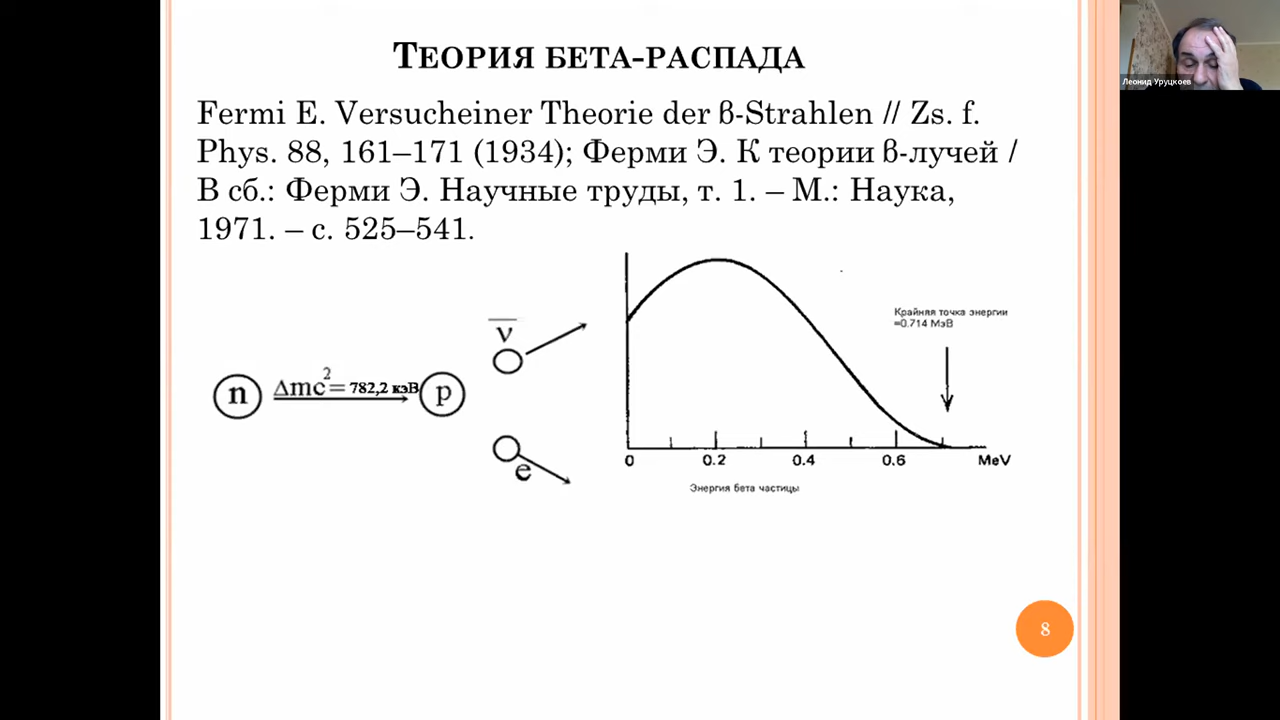 ТЕОРИЯ БЕТА-РАСПАДА
Fermi E. Versucheiner Theorie der β-Strahlen // Zs. f.
Phys. 88, 161–171 (1934); Ферми Э. К теории β-лучей /
В сб.: Ферми Э. Научные труды, т. 1. – М.: Наука,
1971. – с. 525–541.
n
Δmc²= 782,2 кэВ
p
ν̅
e
Крайняя точка энергии
=0.714 МэВ
0 0.2 0.4 0.6 MeV
Энергия бета частицы
8
Леонид Уруцкоев